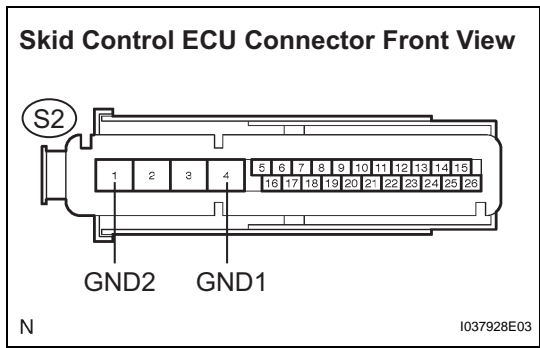 Skid Control ECU Connector Front View
S2
1 2 3 4 5 6 7 8 9 10 11 12 13 14 15
16 17 18 19 20 21 22 23 24 25 26
GND2 GND1
N I037928E03